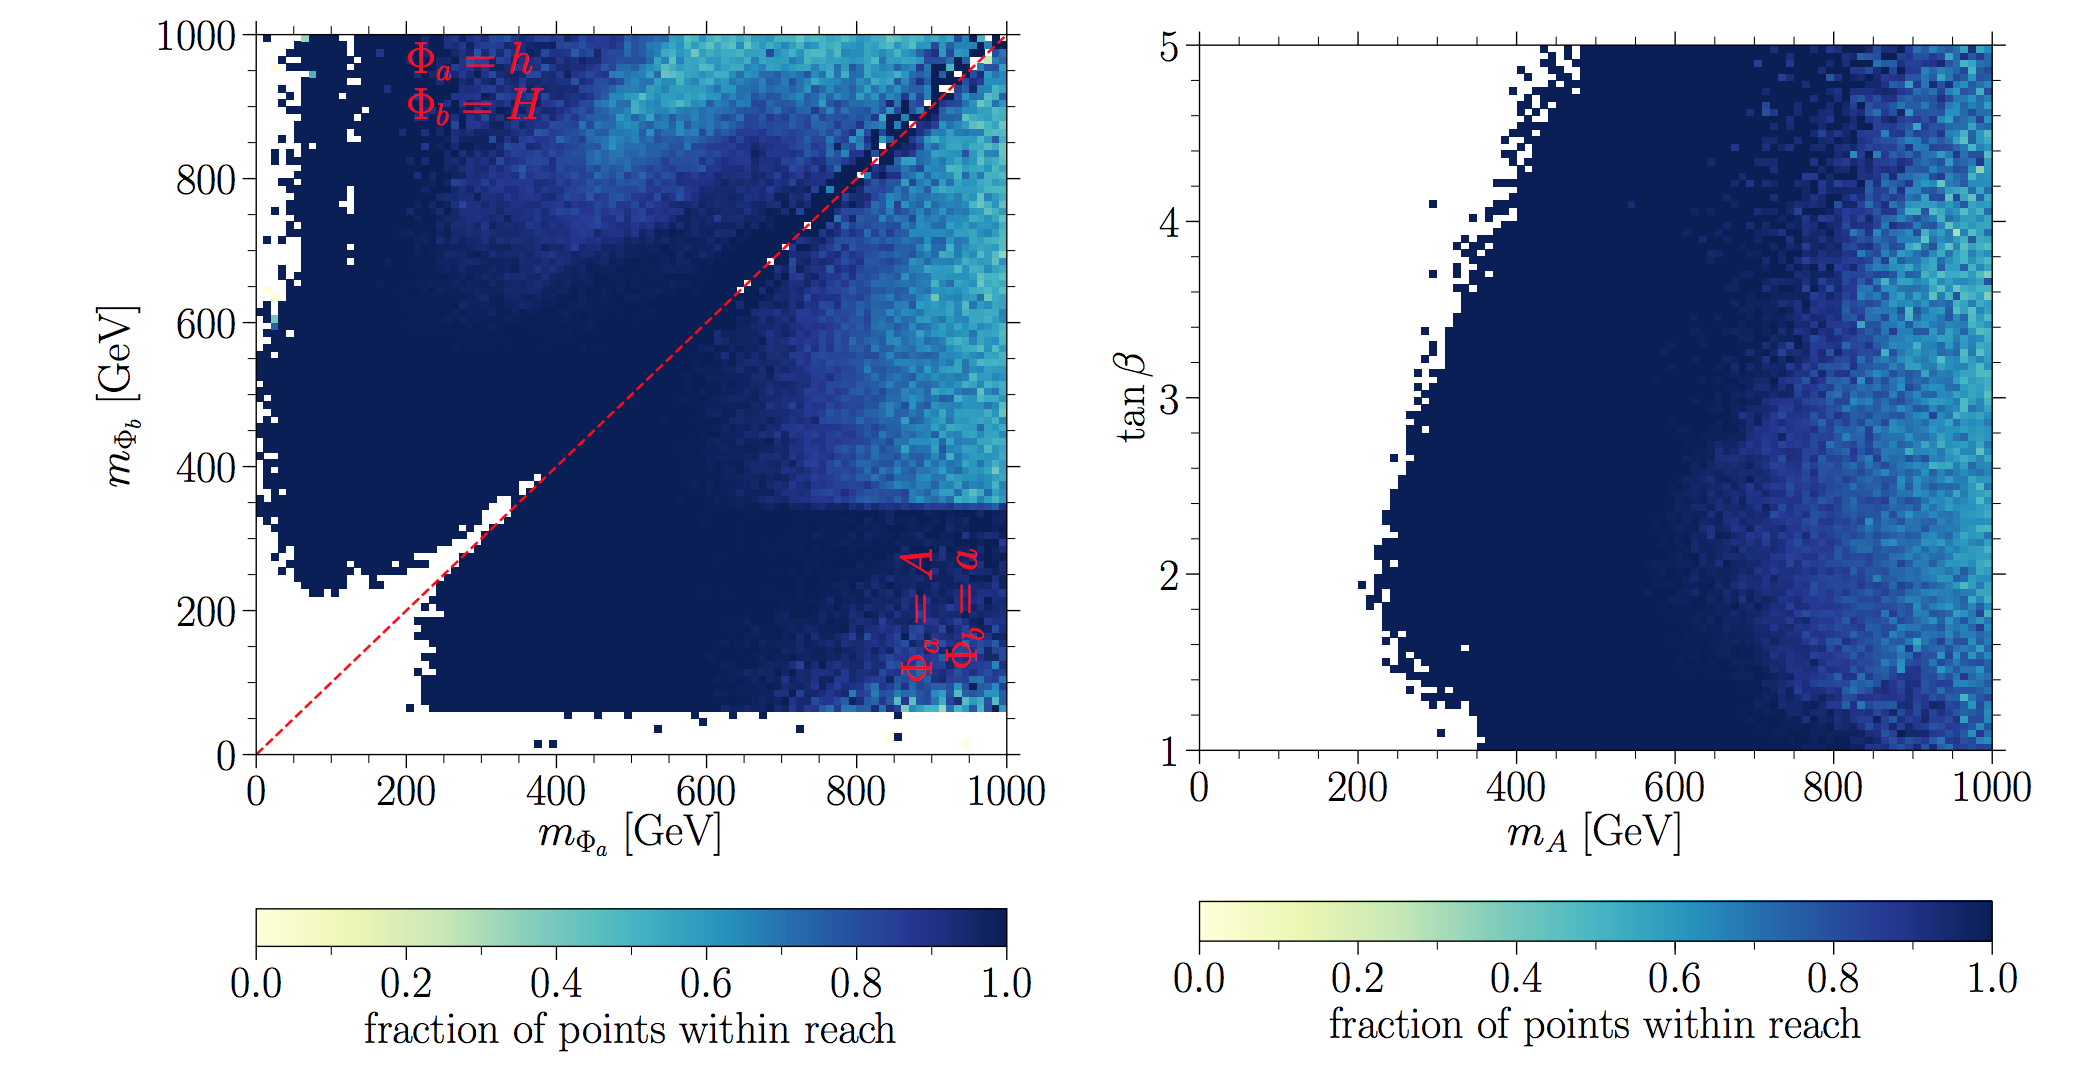 1000
800
600
400
200
0
m_{Φ_b} [GeV]
Φ_a = h
Φ_b = H
Φ_a = A
Φ_b = a
0 200 400 600 800 1000
m_{Φ_a} [GeV]
0.0 0.2 0.4 0.6 0.8 1.0
fraction of points within reach
5
4
3
2
1
tan β
0 200 400 600 800 1000
m_A [GeV]
0.0 0.2 0.4 0.6 0.8 1.0
fraction of points within reach